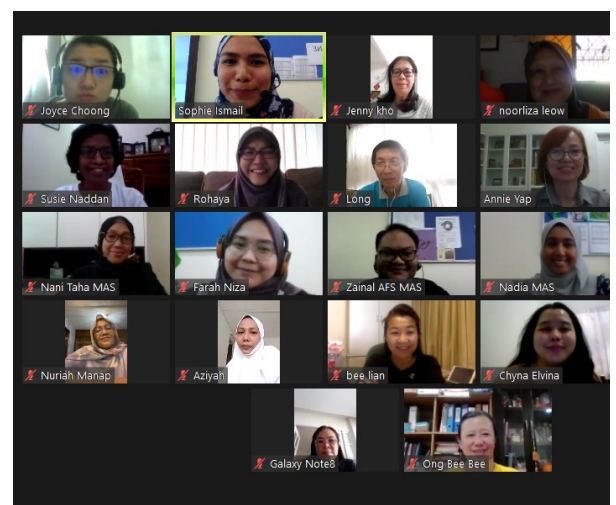 Joyce Choong
Sophie Ismail
Jenny kho
noorliza leow
Susie Naddan
Rohaya
Long
Annie Yap
Nani Taha MAS
Farah Niza
Zainal AFS MAS
Nadia MAS
Nuriah Manap
Aziyah
bee lian
Chyna Elvina
Galaxy Note8
Ong Bee Bee